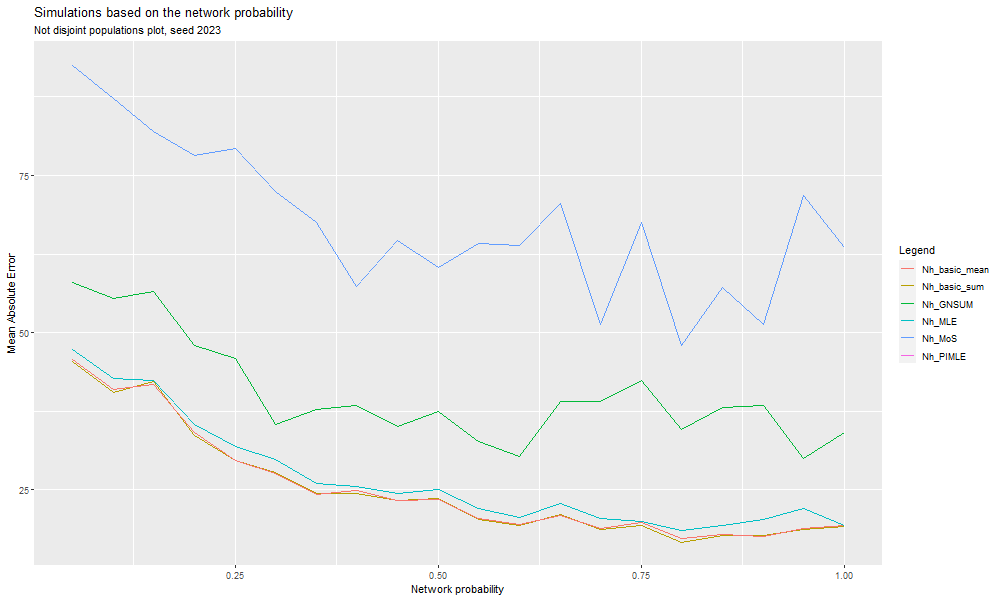 Simulations based on the network probability
Not disjoint populations plot, seed 2023
Mean Absolute Error
75
50
25
0.25
0.50
0.75
1.00
Network probability
Legend
Nh_basic_mean
Nh_basic_sum
Nh_GNSUM
Nh_MLE
Nh_MoS
Nh_PIMLE